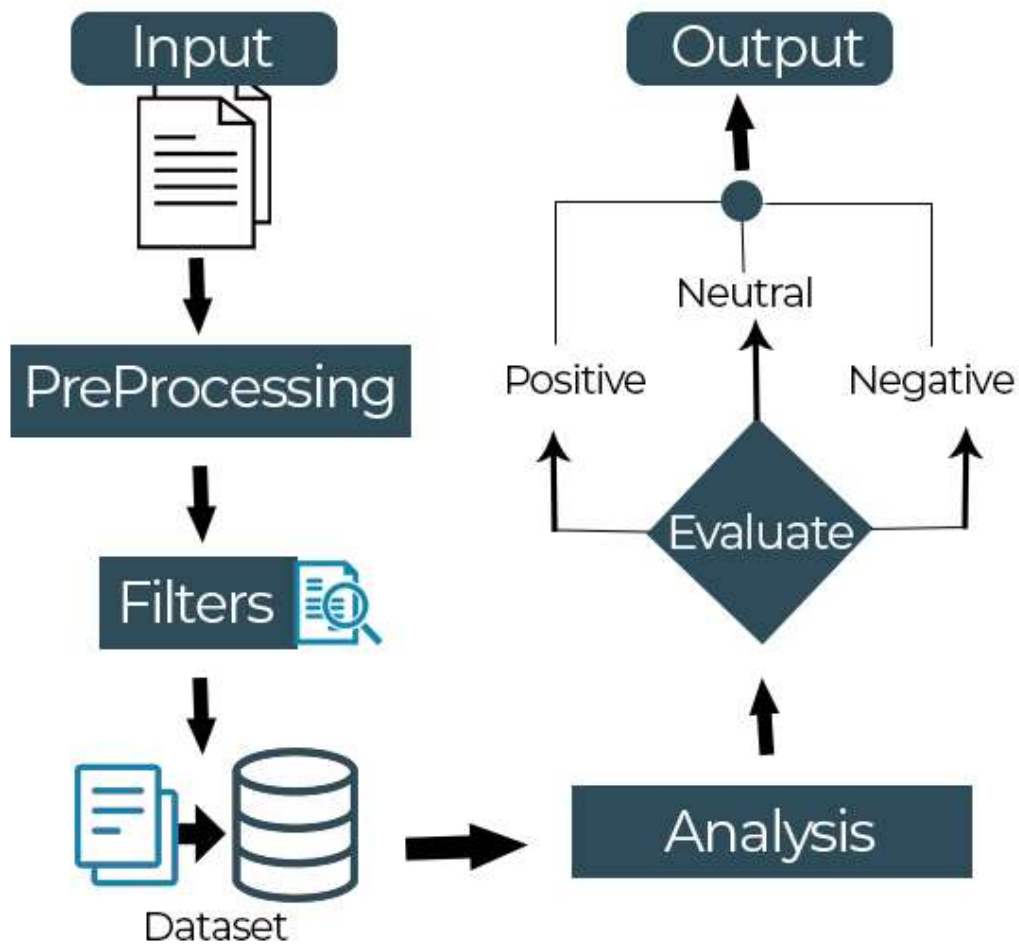 Input
PreProcessing
Filters
Dataset
Analysis
Evaluate
Positive
Neutral
Negative
Output